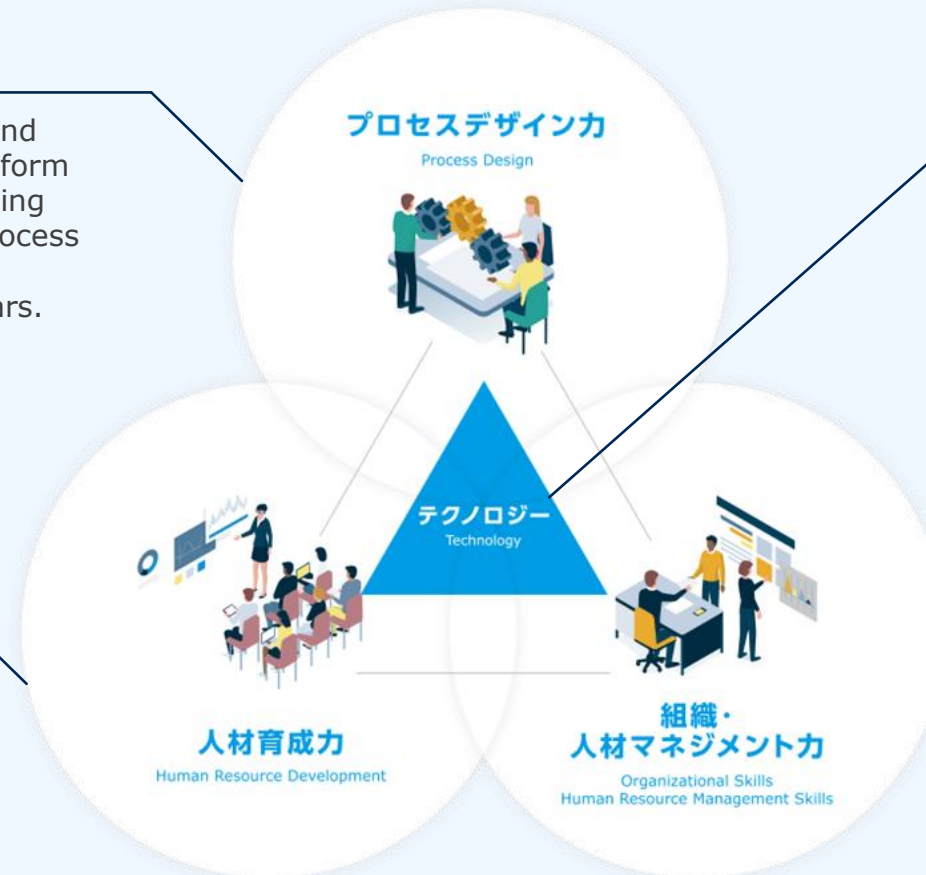 nd
form
ing
ocess
ars.
プロセスデザイン力
Process Design
テクノロジー
Technology
人材育成力
Human Resource Development
組織・
人材マネジメント力
Organizational Skills
Human Resource Management Skills